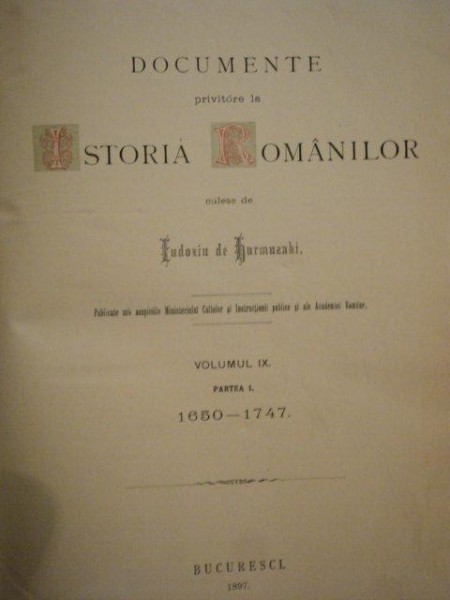 DOCUMENTE
privitóre la
ISTORIA ROMÂNILOR
culese de
Eudoxiu de Hurmuzaki.
Publicate sub auspiciile Ministeriului Cultelor și Instrucțiunii publice și ale Academiei Române.
VOLUMUL IX.
PARTEA I.
1650—1747.
BUCURESCI.
1897.